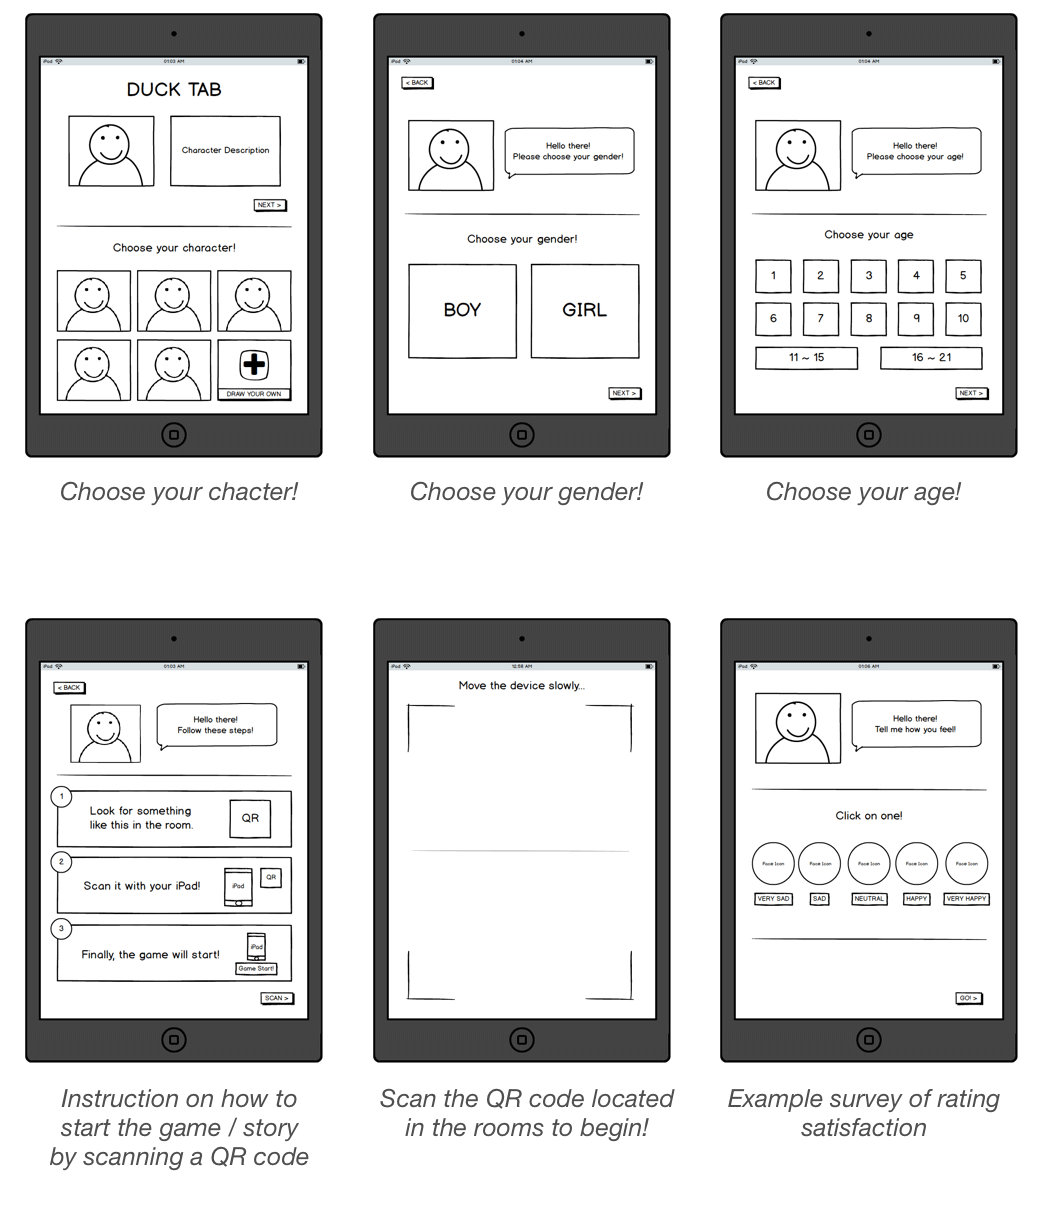 iPod 01:03 AM
DUCK TAB
Character Description
NEXT >
Choose your character!
DRAW YOUR OWN
Choose your chacter!
iPod 01:04 AM
< BACK
Hello there!
Please choose your gender!
Choose your gender!
BOY GIRL
NEXT >
Choose your gender!
iPod 01:04 AM
< BACK
Hello there!
Please choose your age!
Choose your age
1 2 3 4 5
6 7 8 9 10
11 ~ 15 16 ~ 21
NEXT >
Choose your age!
iPod 01:03 AM
< BACK
Hello there!
Follow these steps!
1
Look for something
like this in the room.
QR
2
Scan it with your iPad!
iPad
QR
3
Finally, the game will start!
iPad
Game Start!
SCAN >
Instruction on how to
start the game / story
by scanning a QR code
iPod 12:58 AM
Move the device slowly...
Scan the QR code located
in the rooms to begin!
iPod 01:06 AM
Hello there!
Tell me how you feel!
Click on one!
Face Icon Face Icon Face Icon Face Icon Face Icon
VERY SAD SAD NEUTRAL HAPPY VERY HAPPY
GO! >
Example survey of rating
satisfaction